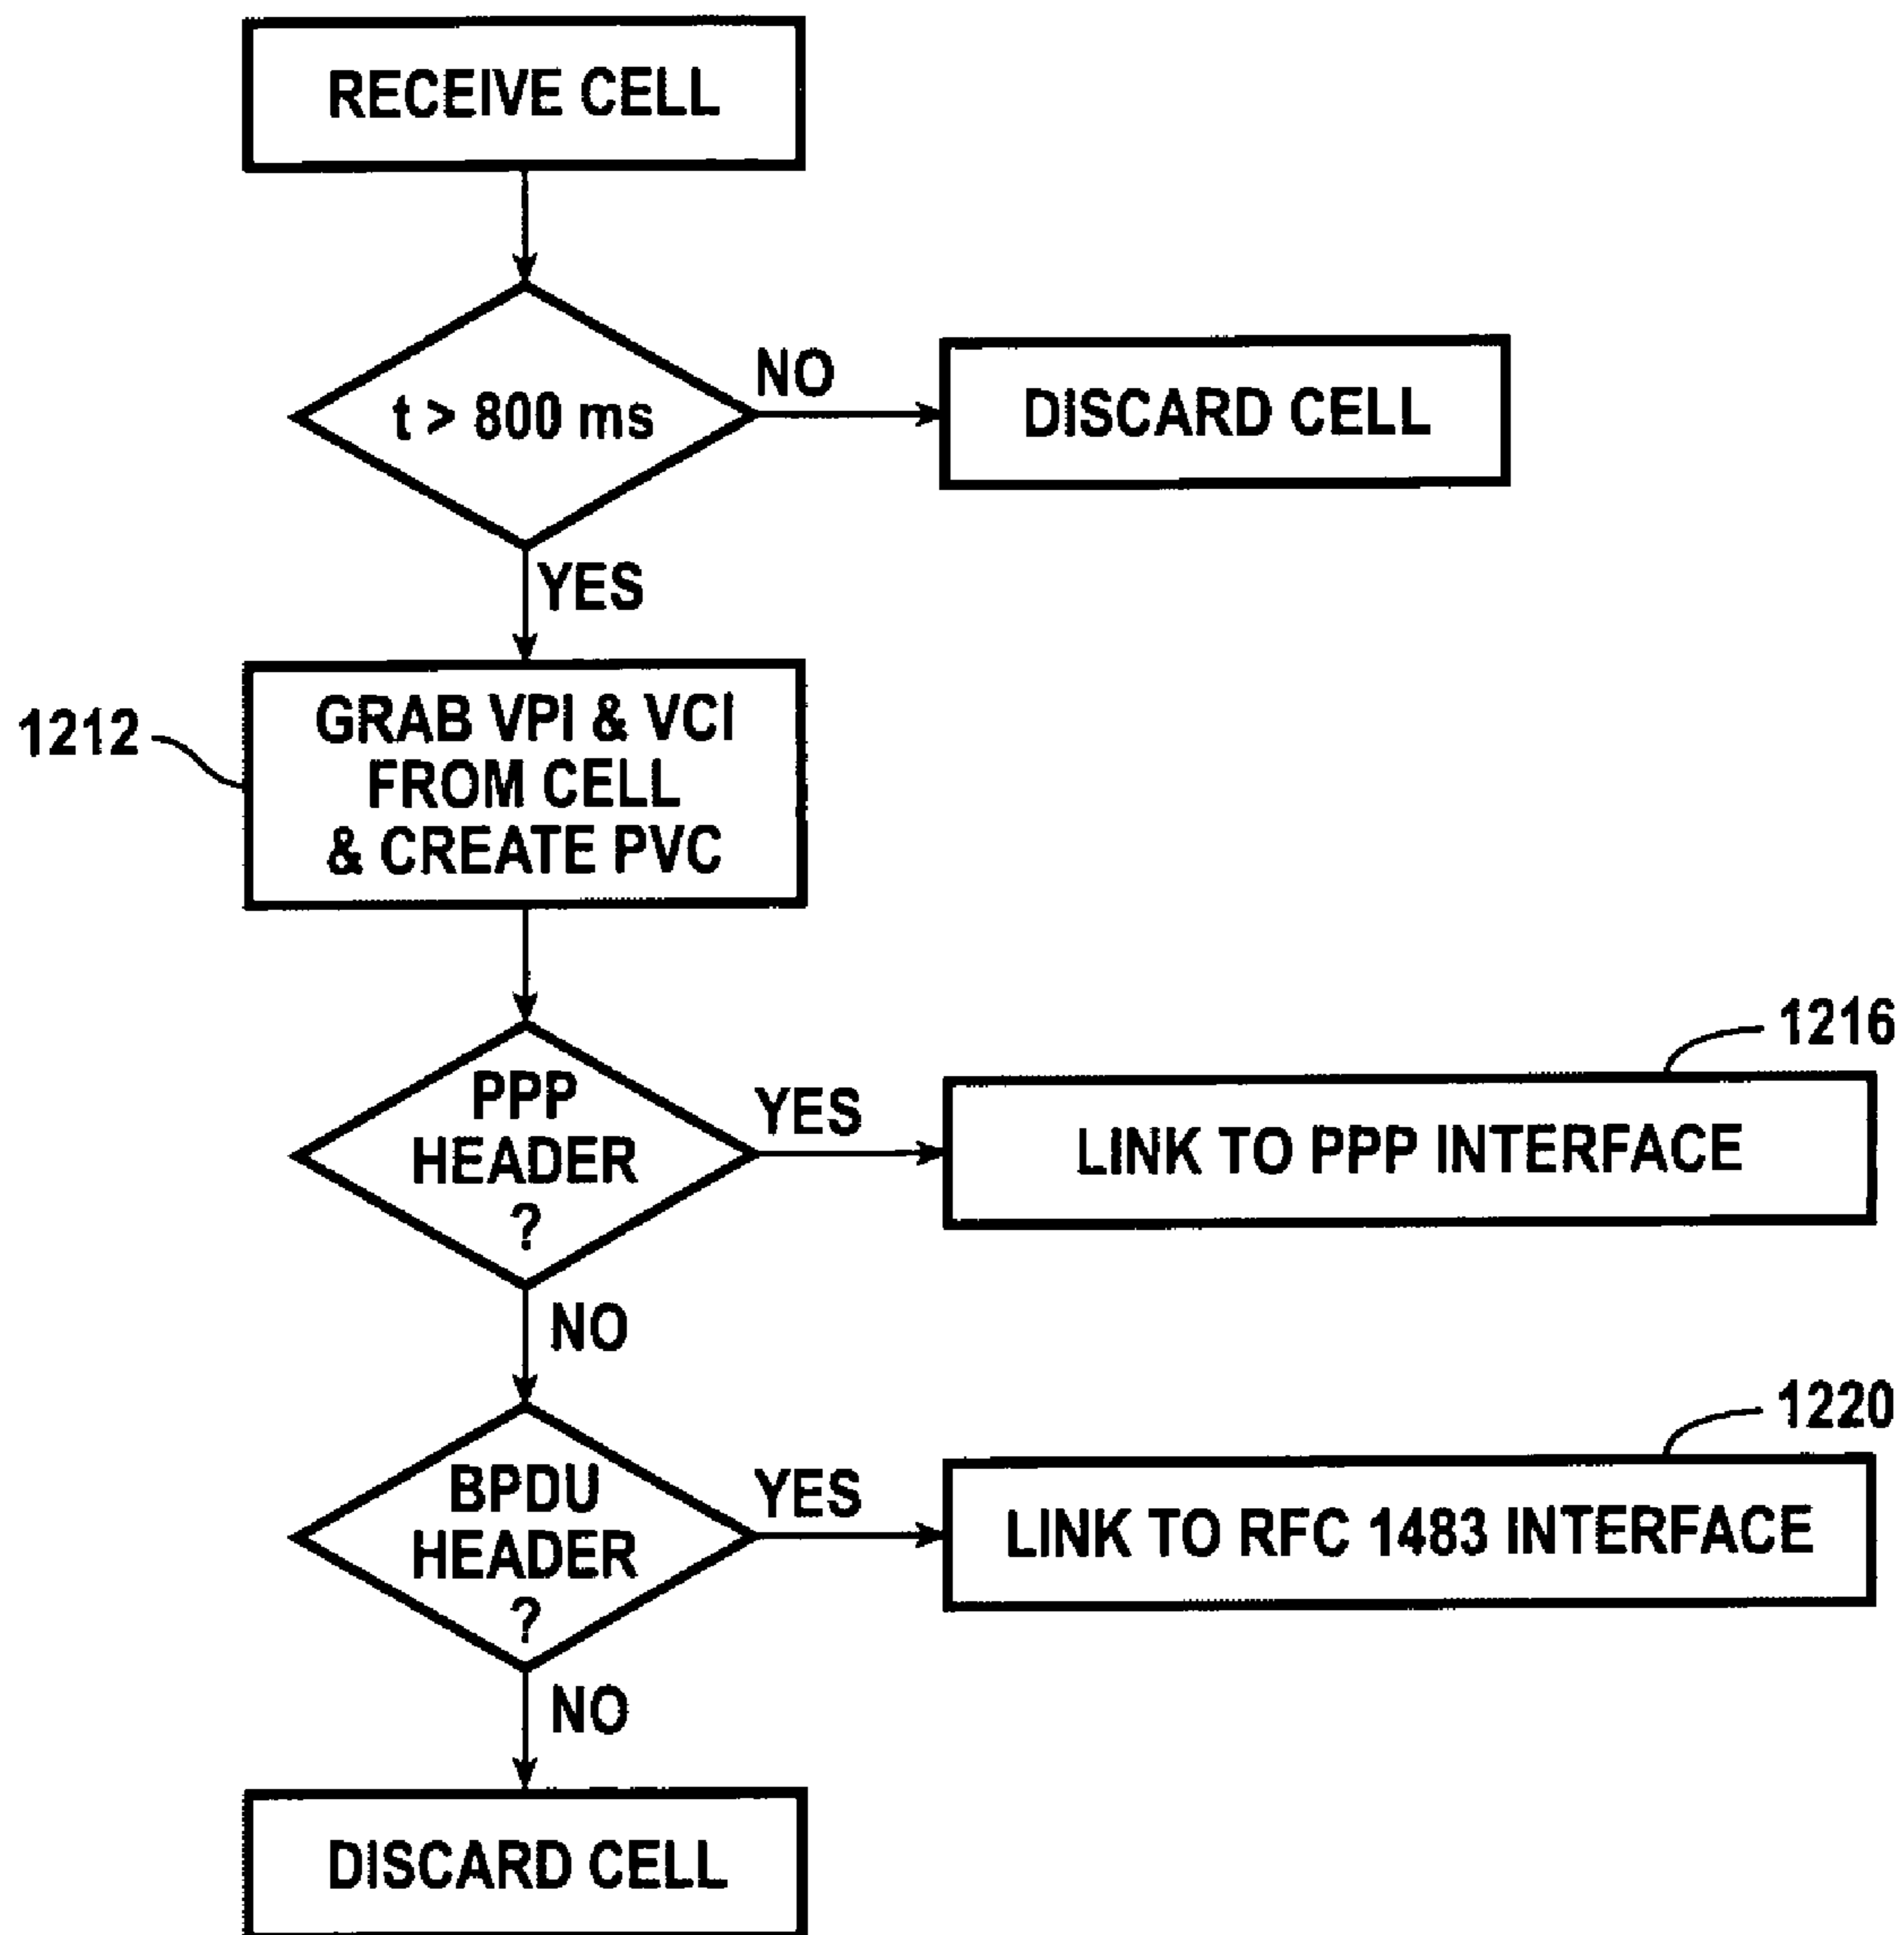 RECEIVE CELL
t > 800 ms
NO
DISCARD CELL
YES
1212
GRAB VPI & VCI
FROM CELL
& CREATE PVC
PPP
HEADER
?
YES
1216
LINK TO PPP INTERFACE
NO
BPDU
HEADER
?
YES
1220
LINK TO RFC 1483 INTERFACE
NO
DISCARD CELL